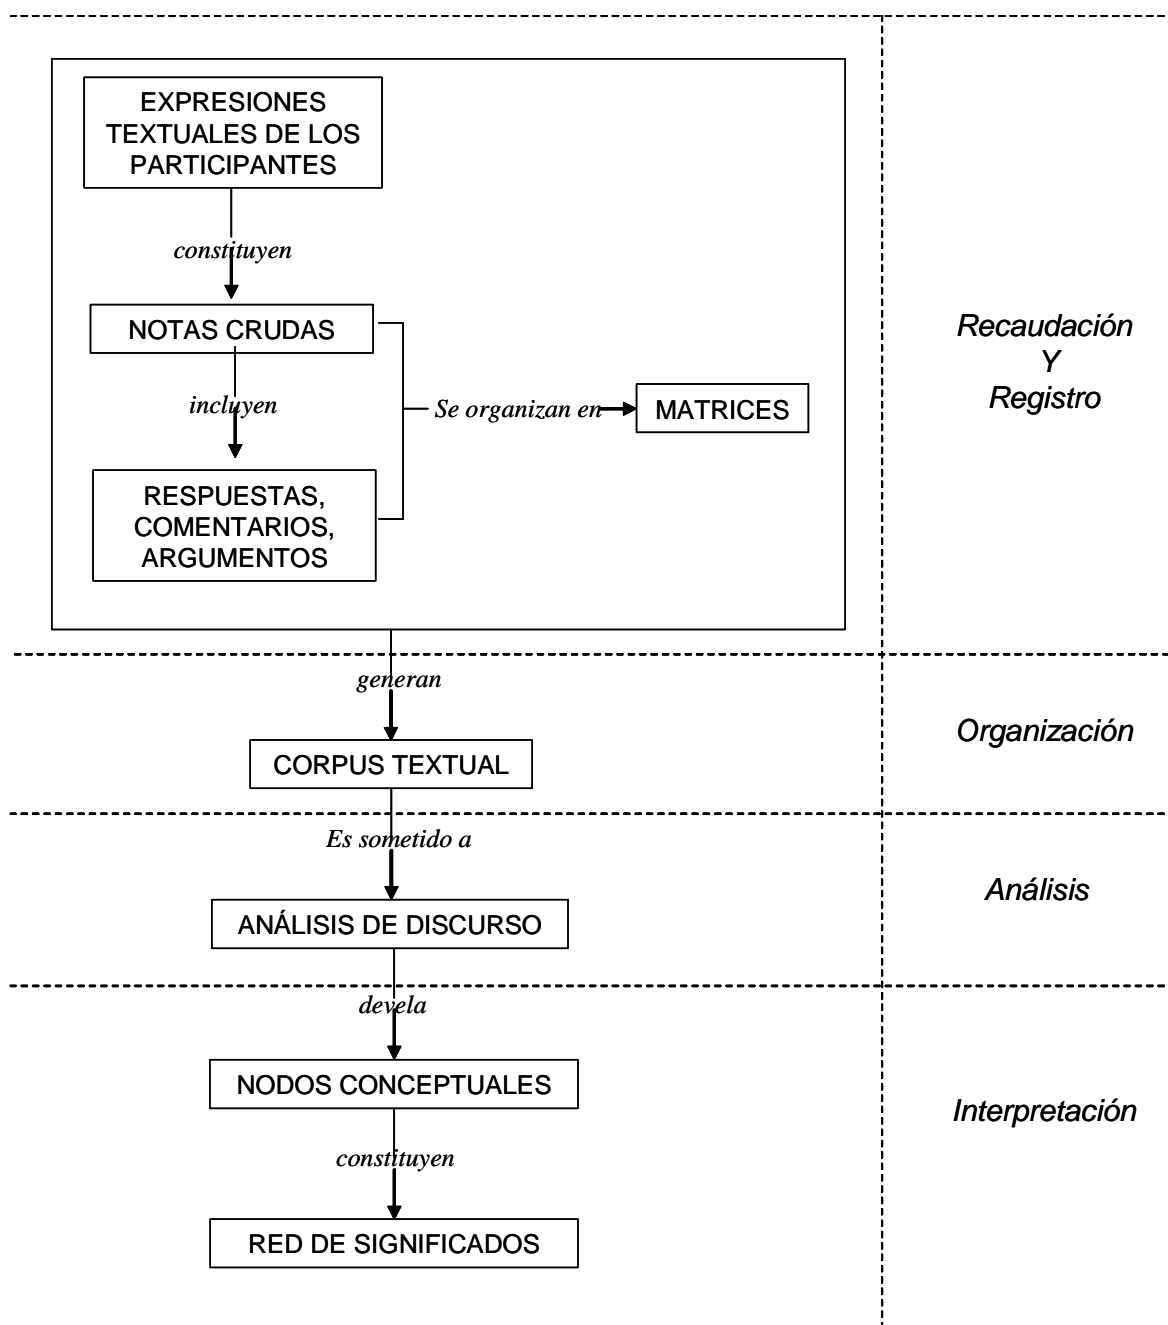 EXPRESIONES
TEXTUALES DE LOS
PARTICIPANTES
constituyen
NOTAS CRUDAS
incluyen
Se organizan en
MATRICES
RESPUESTAS,
COMENTARIOS,
ARGUMENTOS
Recaudación
Y
Registro
generan
CORPUS TEXTUAL
Organización
Es sometido a
ANÁLISIS DE DISCURSO
Análisis
devela
NODOS CONCEPTUALES
constituyen
RED DE SIGNIFICADOS
Interpretación